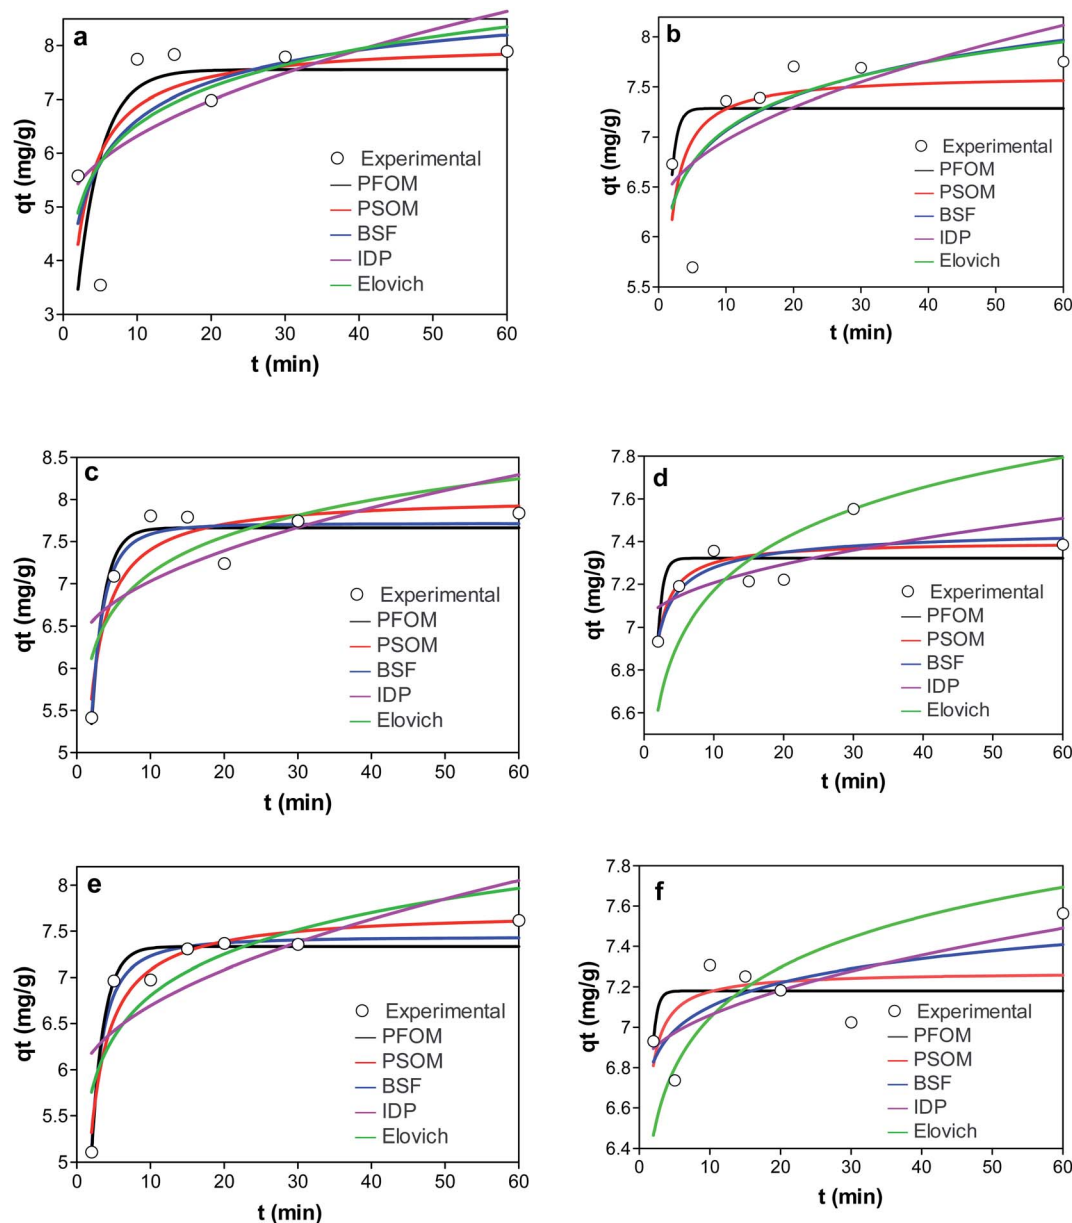 a
8
7
6
5
4
3
qt (mg/g)
Experimental
PFOM
PSOM
BSF
IDP
Elovich
0 10 20 30 40 50 60
t (min)
b
8
7.5
7
6.5
6
5.5
qt (mg/g)
Experimental
PFOM
PSOM
BSF
IDP
Elovich
0 10 20 30 40 50 60
t (min)
c
8.5
8
7.5
7
6.5
6
5.5
5
qt (mg/g)
Experimental
PFOM
PSOM
BSF
IDP
Elovich
0 10 20 30 40 50 60
t (min)
d
7.8
7.6
7.4
7.2
7
6.8
6.6
qt (mg/g)
Experimental
PFOM
PSOM
BSF
IDP
Elovich
0 10 20 30 40 50 60
t (min)
e
8
7.5
7
6.5
6
5.5
5
qt (mg/g)
Experimental
PFOM
PSOM
BSF
IDP
Elovich
0 10 20 30 40 50 60
t (min)
f
7.8
7.6
7.4
7.2
7
6.8
6.6
6.4
qt (mg/g)
Experimental
PFOM
PSOM
BSF
IDP
Elovich
0 10 20 30 40 50 60
t (min)